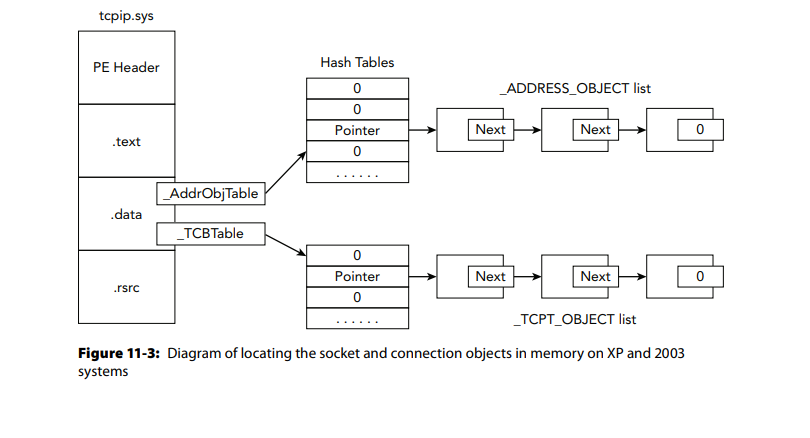 tcpip.sys
PE Header
.text
_AddrObjTable
.data
_TCBTable
.rsrc
Hash Tables
0
0
Pointer
0
......
_ADDRESS_OBJECT list
Next
Next
0
0
Pointer
0
......
Next
Next
0
_TCPT_OBJECT list
Figure 11-3: Diagram of locating the socket and connection objects in memory on XP and 2003
systems